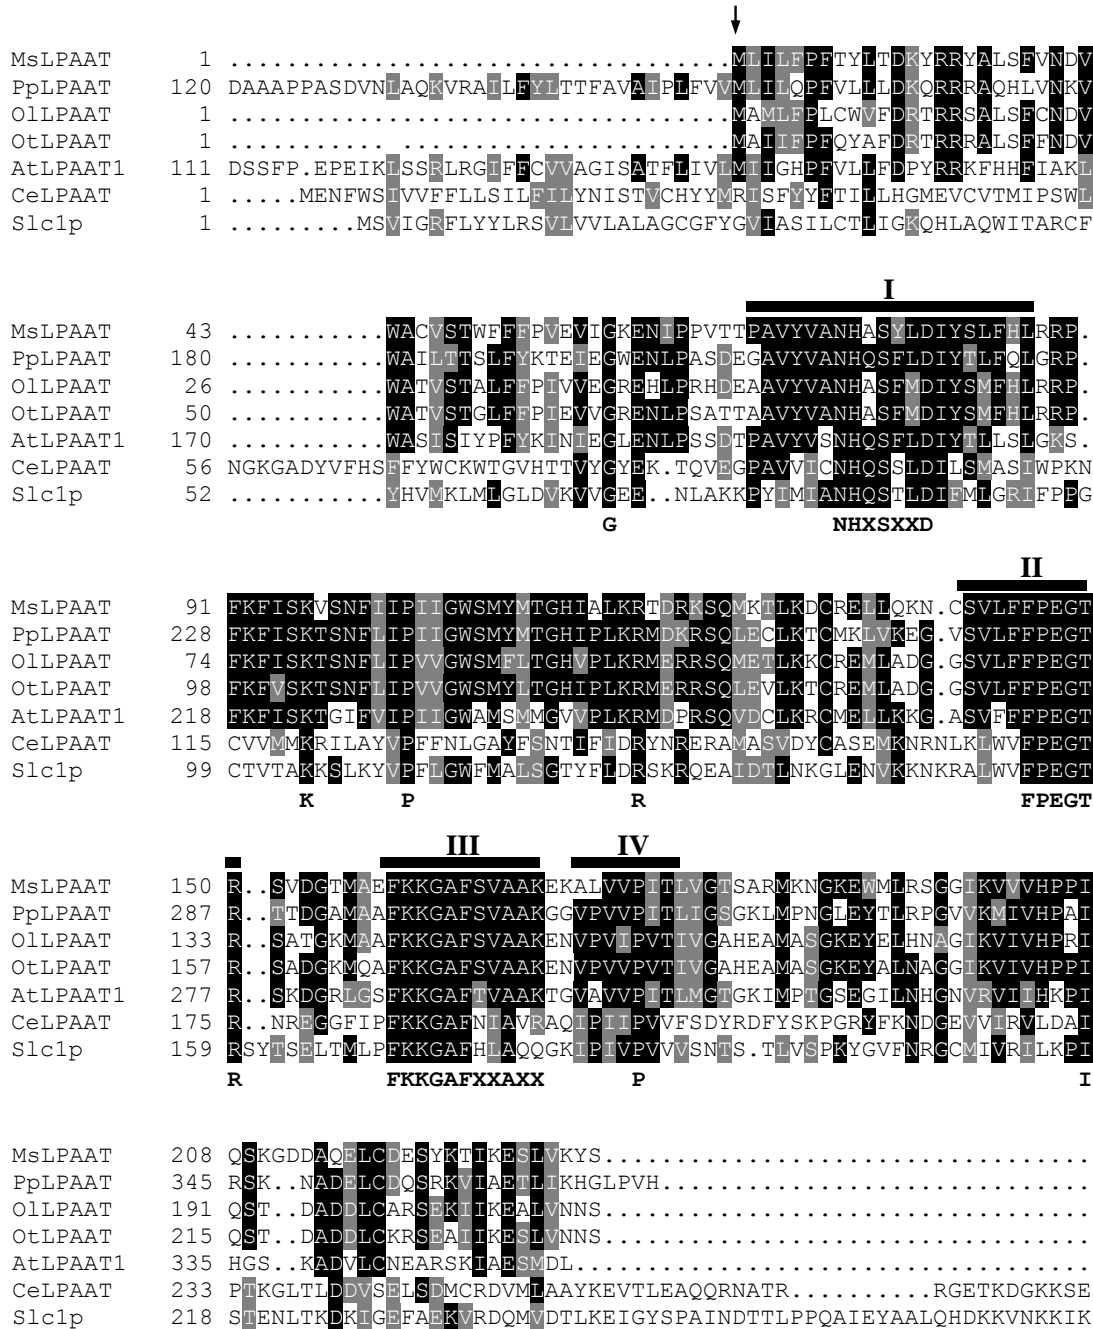 ↓
MsLPAAT 1 ...................................MLILFPFTYLTDKYRRYALSFVNDV
PpLPAAT 120 DAAAPPASDVNLAQKVRAILFYLTTFAVAIPLFVVMLILQPFVLLLDKQRRRAQHLVNKV
OlLPAAT 1 ...................................MAMLFPLCWVFDRTRRSALSFCNDV
OtLPAAT 1 ...................................MAIIFPFQYAFDRTRRRALSFFNDV
AtLPAAT1 111 DSSFP.EPEIKLSSRLRGIFFCVVAGISATFLIVLMIIGHPFVLLFDPYRRKFHHFIAKL
CeLPAAT 1 .....MENFWSIVVFFLLSILFILYNISTVCHYYMRISFYYFTILLHGMEVCVTMIPSWL
Slc1p 1 .........MSVIGRFLYYLRSVLVVLALAGCGFYGVIASILCTLIGKQHLAQWITARCF
I
MsLPAAT 43 ...........WACVSTWFFFPVEVIGKENIPPVTTPAVYVANHASYLDIYSLFHLRRP.
PpLPAAT 180 ...........WAILTTSLFYKTEIEGWENLPASDEGAVYVANHQSFLDIYTLFQLGRP.
OlLPAAT 26 ...........WATVSTALFFPIVVEGREHLPRHDEAAVYVANHASFMDIYSMFHLRRP.
OtLPAAT 50 ...........WATVSTGLFFPIEVVGRENLPSATTAAVYVANHASFMDIYSMFHLRRP.
AtLPAAT1 170 ...........WASISIYPFYKINIEGLENLPSSDTPAVYVSNHQSFLDIYTLLSLGKS.
CeLPAAT 56 NGKGADYVFHSFFYWCKWTGVHTTVYGYEK.TQVEGPAVVICNHQSSLDILSMASIWPKN
Slc1p 52 ...........YHVMKLMLGLDVKVVGEE..NLAKKPYIMIANHQSTLDIFMLGRIFPPG
G NHXSXXD
II
MsLPAAT 91 FKFISKVSNFIIPIIGWSMYMTGHIALKRTDRKSQMKTLKDCRELLQKN.CSVLFFPEGT
PpLPAAT 228 FKFISKTSNFLIPIIGWSMYMTGHIPLKRMDKRSQLECLKTCMKLVKEG.VSVLFFPEGT
OlLPAAT 74 FKFISKTSNFLIPVVGWSMFLTGHVPLKRMERRSQMETLKKCREMLADG.GSVLFFPEGT
OtLPAAT 98 FKFVSKTSNFLIPVVGWSMYLTGHIPLKRMERRSQLEVLKTCREMLADG.GSVLFFPEGT
AtLPAAT1 218 FKFISKTGIFVIPIIGWAMSMMGVVPLKRMDPRSQVDCLKRCMELLKKG.ASVFFFPEGT
CeLPAAT 115 CVVMMKRILAYVPFFNLGAYFSNTIFIDRYNRERAMASVDYCASEMKNRNLKLWVFPEGT
Slc1p 99 CTVTAKKSLKYVPFLGWFMALSGTYFLDRSKRQEAIDTLNKGLENVKKNKRALWVFPEGT
K P R FPEGT
III IV
MsLPAAT 150 R..SVDGTMAEFKKGAFSVAAKEKALVVPITLVGTSARMKNGKEWMLRSGGIKVVVHPPI
PpLPAAT 287 R..TTDGAMAAFKKGAFSVAAKGGVPVVPITLIGSGKLMPNGLEYTLRPGVVKMIVHPAI
OlLPAAT 133 R..SATGKMAAFKKGAFSVAAKENVPVIPVTIVGAHEAMASGKEYELHNAGIKVIVHPRI
OtLPAAT 157 R..SADGKMQAFKKGAFSVAAKENVPVVPVTIVGAHEAMASGKEYALNAGGIKVIVHPPI
AtLPAAT1 277 R..SKDGRLGSFKKGAFTVAAKTGVAVVPITLMGTGKIMPTGSEGILNHGNVRVIIHKPI
CeLPAAT 175 R..NREGGFIPFKKGAFNIAVRAQIPIIPVVFSDYRDFYSKPGRYFKNDGEVVIRVLDAI
Slc1p 159 RSYTSELTMLPFKKGAFHLAQQGKIPIVPVVVSNTS.TLVSPKYGVFNRGCMIVRILKPI
R FKKGAFXXAXX P I
MsLPAAT 208 QSKGDDAQELCDESYKTIKESLVKYS..................................
PpLPAAT 345 RSK..NADELCDQSRKVIAETLIKHGLPVH..............................
OlLPAAT 191 QST..DADDLCARSEKIIKEALVNNS..................................
OtLPAAT 215 QST..DADDLCKRSEAIIKESLVNNS..................................
AtLPAAT1 335 HGS..KADVLCNEARSKIAESMDL....................................
CeLPAAT 233 PTKGLTLDDVSELSDMCRDVMLAAYKEVTLEAQQRNATR..........RGETKDGKKSE
Slc1p 218 STENLTKDKIGEFAEKVRDQMVDTLKEIGYSPAINDTTLPPQAIEYAALQHDKKVNKKIK